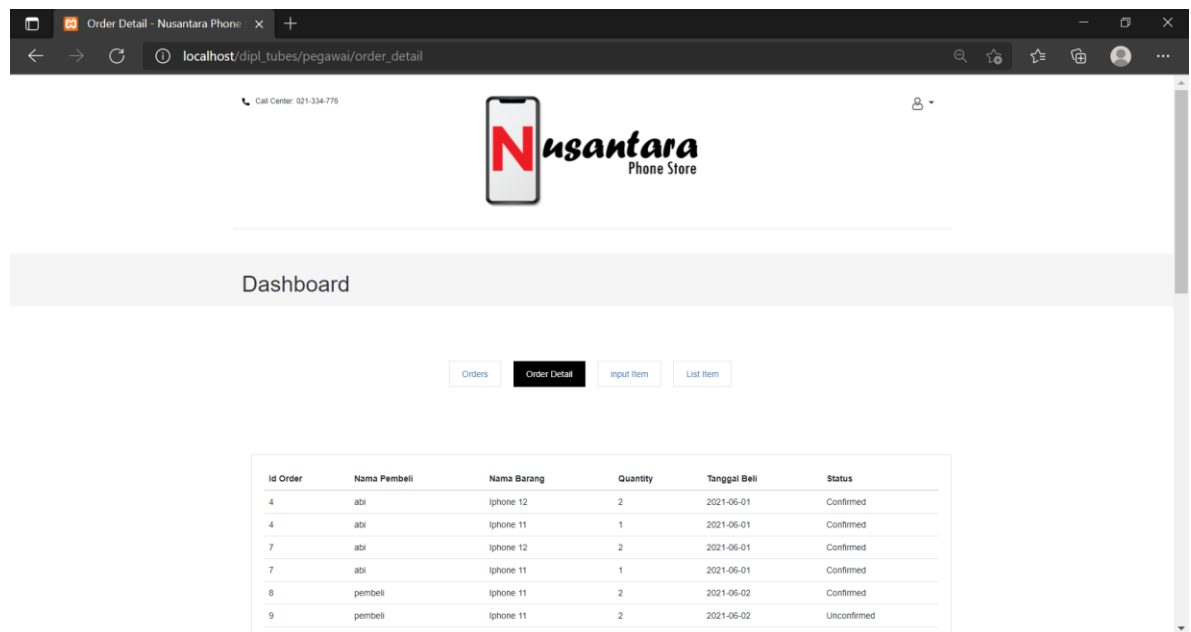 Order Detail - Nusantara Phone
localhost/dipl_tubes/pegawai/order_detail
Call Center: 021-334-776
Nusantara
Phone Store
Dashboard
Orders Order Detail Input Item List Item
Id Order Nama Pembeli Nama Barang Quantity Tanggal Beli Status
4 abi Iphone 12 2 2021-06-01 Confirmed
4 abi Iphone 11 1 2021-06-01 Confirmed
7 abi Iphone 12 2 2021-06-01 Confirmed
7 abi Iphone 11 1 2021-06-01 Confirmed
8 pembeli Iphone 11 2 2021-06-02 Confirmed
9 pembeli Iphone 11 2 2021-06-02 Unconfirmed